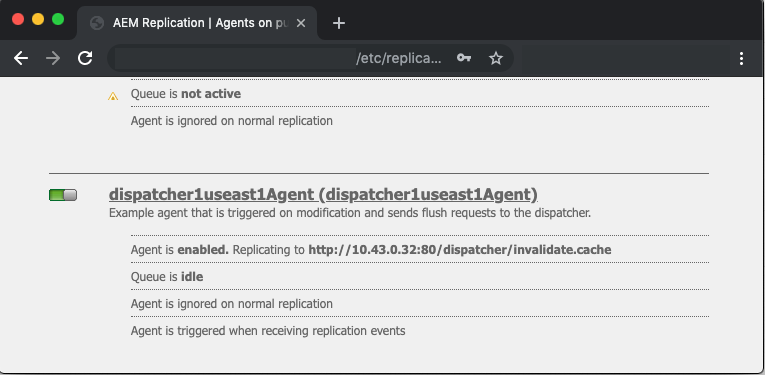 AEM Replication | Agents on pu
/etc/replica...
Queue is not active
Agent is ignored on normal replication
dispatcher1useast1Agent (dispatcher1useast1Agent)
Example agent that is triggered on modification and sends flush requests to the dispatcher.
Agent is enabled. Replicating to http://10.43.0.32:80/dispatcher/invalidate.cache
Queue is idle
Agent is ignored on normal replication
Agent is triggered when receiving replication events